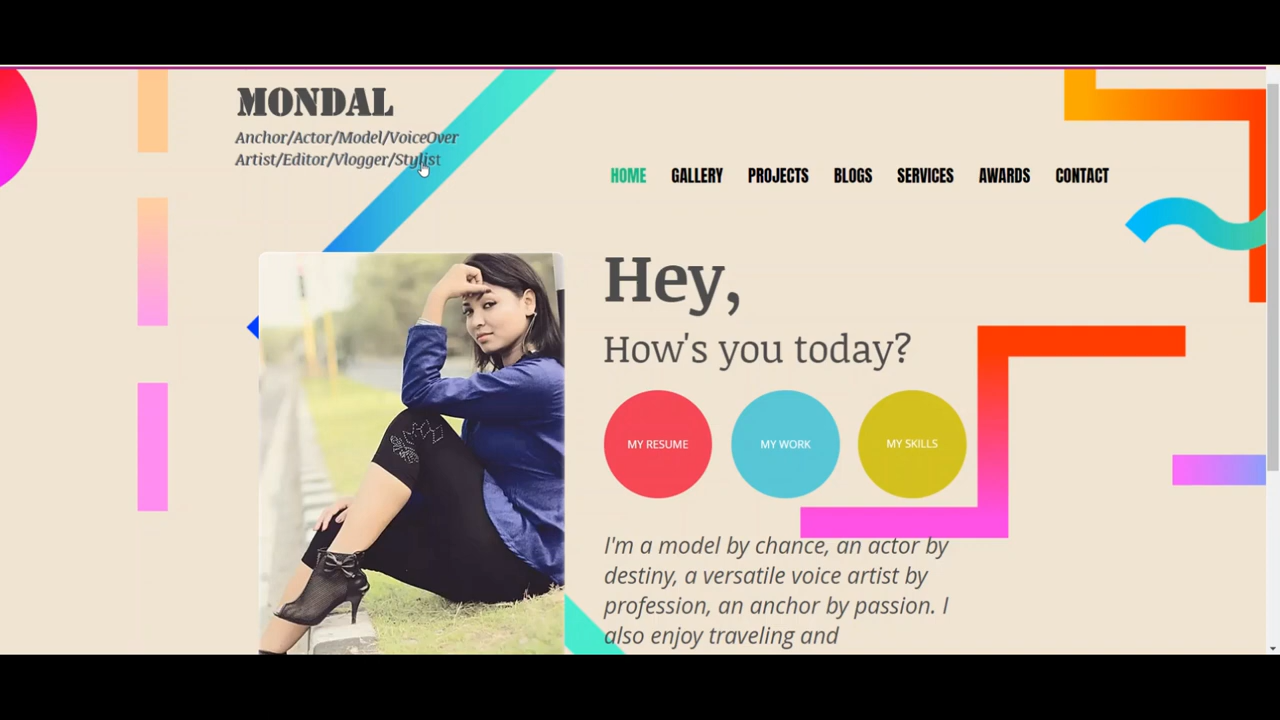 MONDAL
Anchor/Actor/Model/VoiceOver
Artist/Editor/Vlogger/Stylist
HOME GALLERY PROJECTS BLOGS SERVICES AWARDS CONTACT
Hey,
How's you today?
MY RESUME MY WORK MY SKILLS
I'm a model by chance, an actor by
destiny, a versatile voice artist by
profession, an anchor by passion. I
also enjoy traveling and